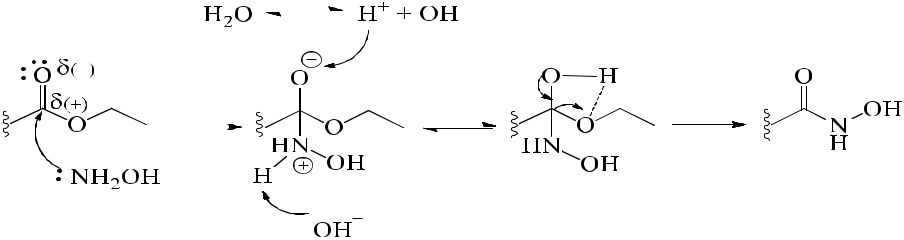 H₂O H⁺ + OH
O δ( )
δ(+)
O
NH₂OH
O⊖
O
HN⊕
H
OH
OH⁻
O H
O
HN
OH
O
N
H
OH